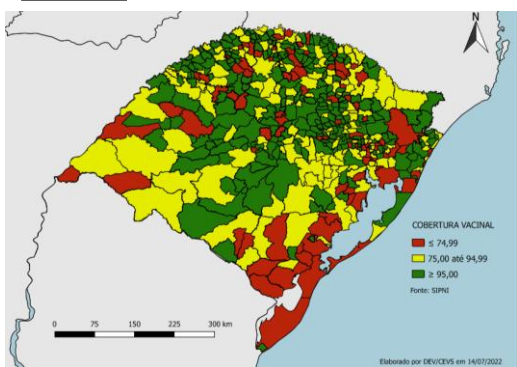 N
COBERTURA VACINAL
≤ 74,99
75,00 até 94,99
≥ 95,00
Fonte: SIPNI
0 75 150 225 300 km
Elaborado por DEV/CEVS em 14/07/2022